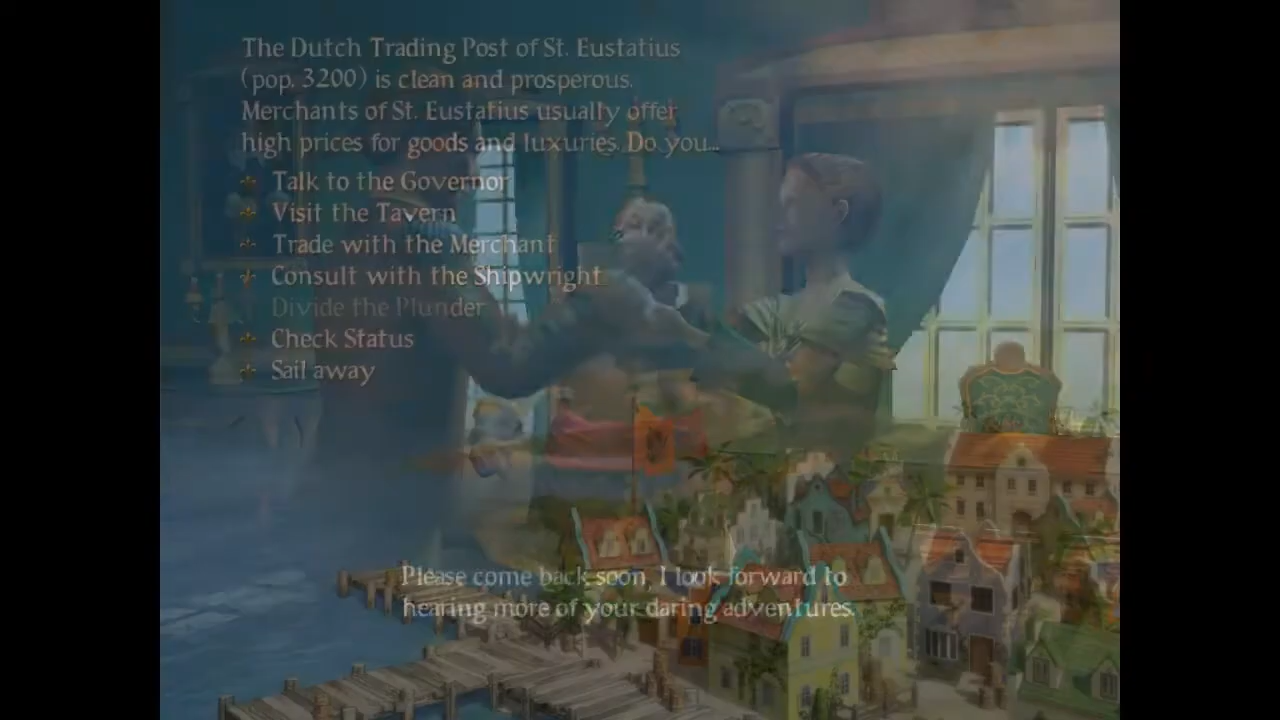 The Dutch Trading Post of St. Eustatius
(pop. 3200) is clean and prosperous.
Merchants of St. Eustatius usually offer
high prices for goods and luxuries. Do you...
Talk to the Governor
Visit the Tavern
Trade with the Merchant
Consult with the Shipwright
Divide the Plunder
Check Status
Sail away
Please come back soon, I look forward to
hearing more of your daring adventures.